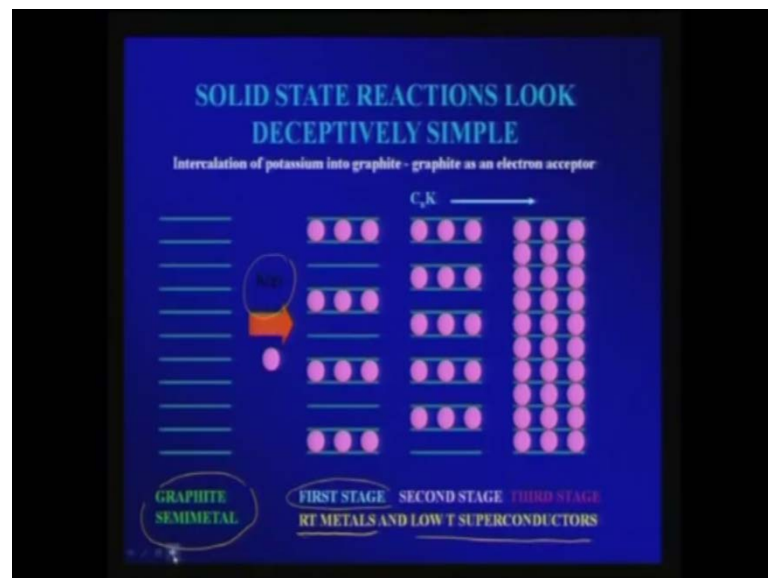 SOLID STATE REACTIONS LOOK
DECEPTIVELY SIMPLE
Intercalation of potassium into graphite - graphite as an electron acceptor
GRAPHITE
SEMIMETAL
FIRST STAGE SECOND STAGE THIRD STAGE
RT METALS AND LOW T SUPERCONDUCTORS